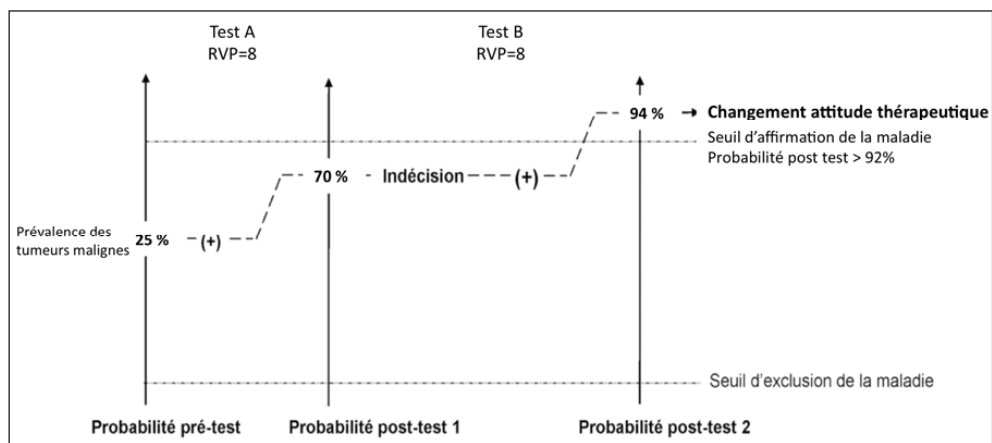 Test A
RVP=8
Test B
RVP=8
94 % → Changement attitude thérapeutique
Seuil d'affirmation de la maladie
Probabilité post test > 92%
70 % - Indécision (+)
Prévalence des
tumeurs malignes
25 % (+)
Seuil d'exclusion de la maladie
Probabilité pré-test
Probabilité post-test 1
Probabilité post-test 2